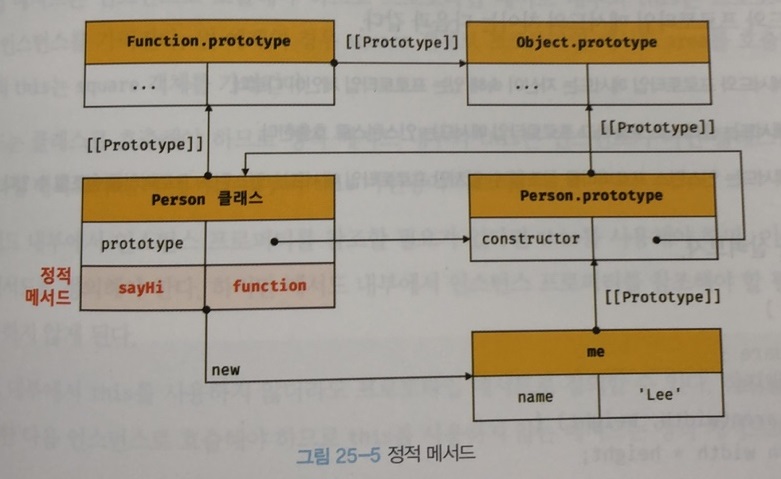 Function.prototype
[[Prototype]]
Object.prototype
...
...
[[Prototype]]
[[Prototype]]
Person 클래스
Person.prototype
prototype
constructor
정적
메서드
sayHi
function
[[Prototype]]
new
me
name
'Lee'
그림 25-5 정적 메서드